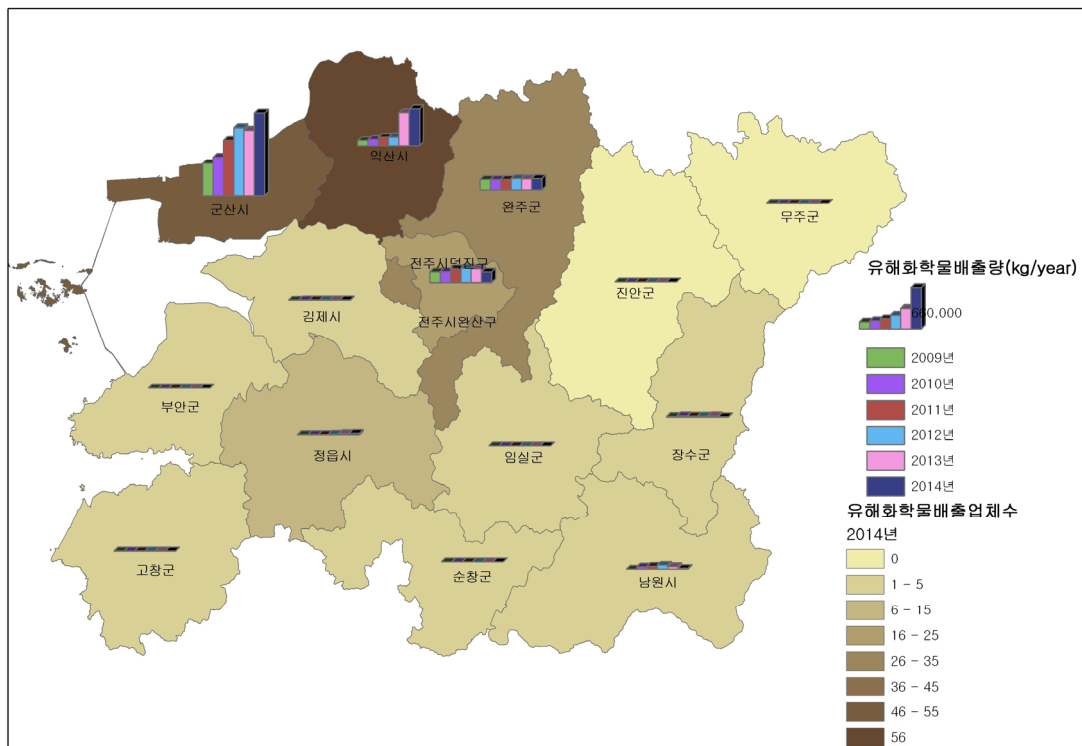 익산시
군산시
완주군
무주군
전주시덕진구
진안군
김제시
전주시완산구
부안군
정읍시
임실군
장수군
고창군
순창군
남원시
유해화학물배출량(kg/year)
660,000
2009년
2010년
2011년
2012년
2013년
2014년
유해화학물배출업체수
2014년
0
1 - 5
6 - 15
16 - 25
26 - 35
36 - 45
46 - 55
56